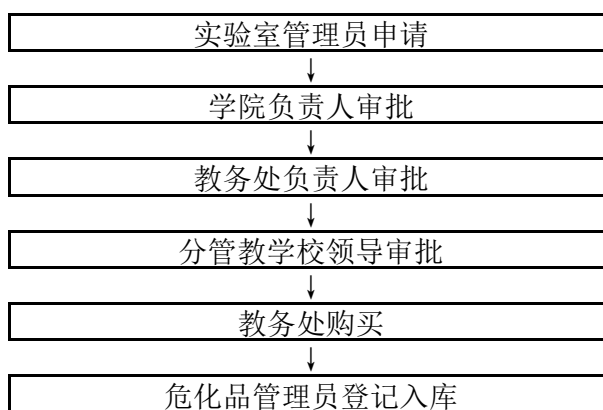 实验室管理员申请
学院负责人审批
教务处负责人审批
分管教学校领导审批
教务处购买
危化品管理员登记入库